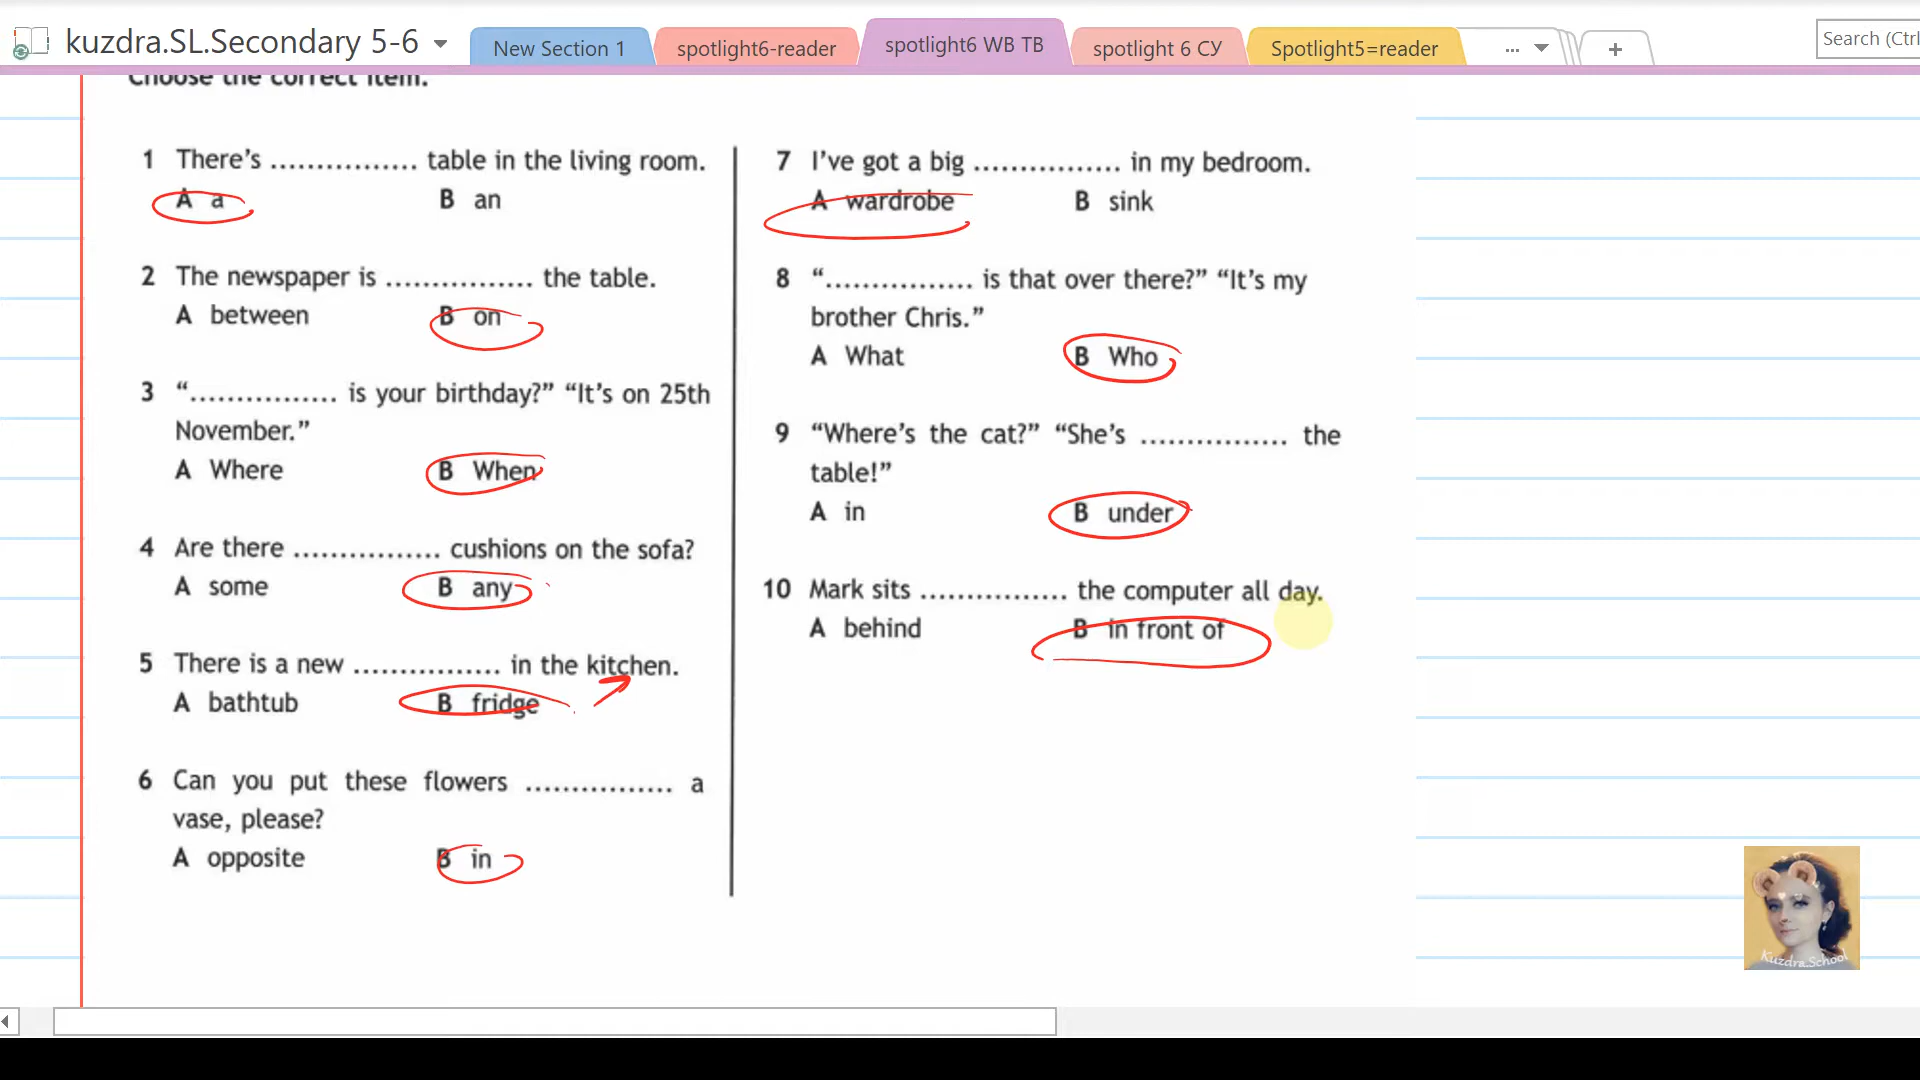 kuzdra.SL.Secondary 5-6
New Section 1
spotlight6-reader
spotlight6 WB TB
spotlight 6 СУ
Spotlight5=reader
...
+
Search (Ctrl
Choose the correct item.
1 There's ................ table in the living room.
A a B an
2 The newspaper is ................ the table.
A between B on
3 “................ is your birthday?” “It's on 25th
November.”
A Where B When
4 Are there ................ cushions on the sofa?
A some B any
5 There is a new ................ in the kitchen.
A bathtub B fridge
6 Can you put these flowers ................ a
vase, please?
A opposite B in
7 I've got a big ................ in my bedroom.
A wardrobe B sink
8 “................ is that over there?” “It's my
brother Chris.”
A What B Who
9 “Where's the cat?” “She's ................ the
table!”
A in B under
10 Mark sits ................ the computer all day.
A behind B in front of
Kuzdra.School